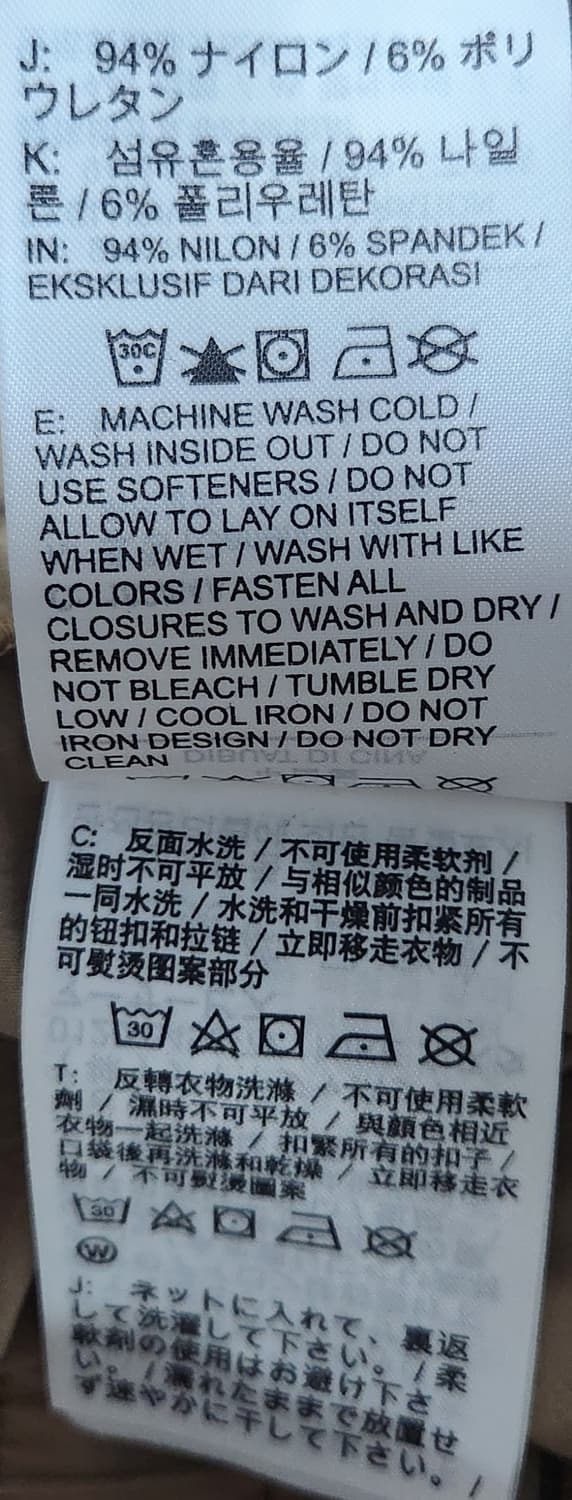 J: 94% ナイロン / 6% ポリ
ウレタン
K: 섬유혼용율 / 94% 나일
론 / 6% 폴리우레탄
IN: 94% NILON / 6% SPANDEK /
EKSKLUSIF DARI DEKORASI
30C
E: MACHINE WASH COLD /
WASH INSIDE OUT / DO NOT
USE SOFTENERS / DO NOT
ALLOW TO LAY ON ITSELF
WHEN WET / WASH WITH LIKE
COLORS / FASTEN ALL
CLOSURES TO WASH AND DRY /
REMOVE IMMEDIATELY / DO
NOT BLEACH / TUMBLE DRY
LOW / COOL IRON / DO NOT
IRON DESIGN / DO NOT DRY
CLEAN
C: 反面水洗 / 不可使用柔软剂 /
湿时不可平放 / 与相似颜色的制品
一同水洗 / 水洗和干燥前扣紧所有
的钮扣和拉链 / 立即移走衣物 / 不
可熨烫图案部分
30
T: 反轉衣物洗滌 / 不可使用柔軟
劑 / 濕時不可平放 / 與顏色相近
衣物一起洗滌 / 扣緊所有的扣子 /
口袋後再洗滌和乾燥 / 立即移走衣
物 / 不可熨燙圖案
30
W
J: ネットに入れて、裏返
して洗濯して下さい。 / 柔
軟剤の使用はお避け下さ
い。 / 濡れたままで放置せ
ず速やかに干して下さい。 /